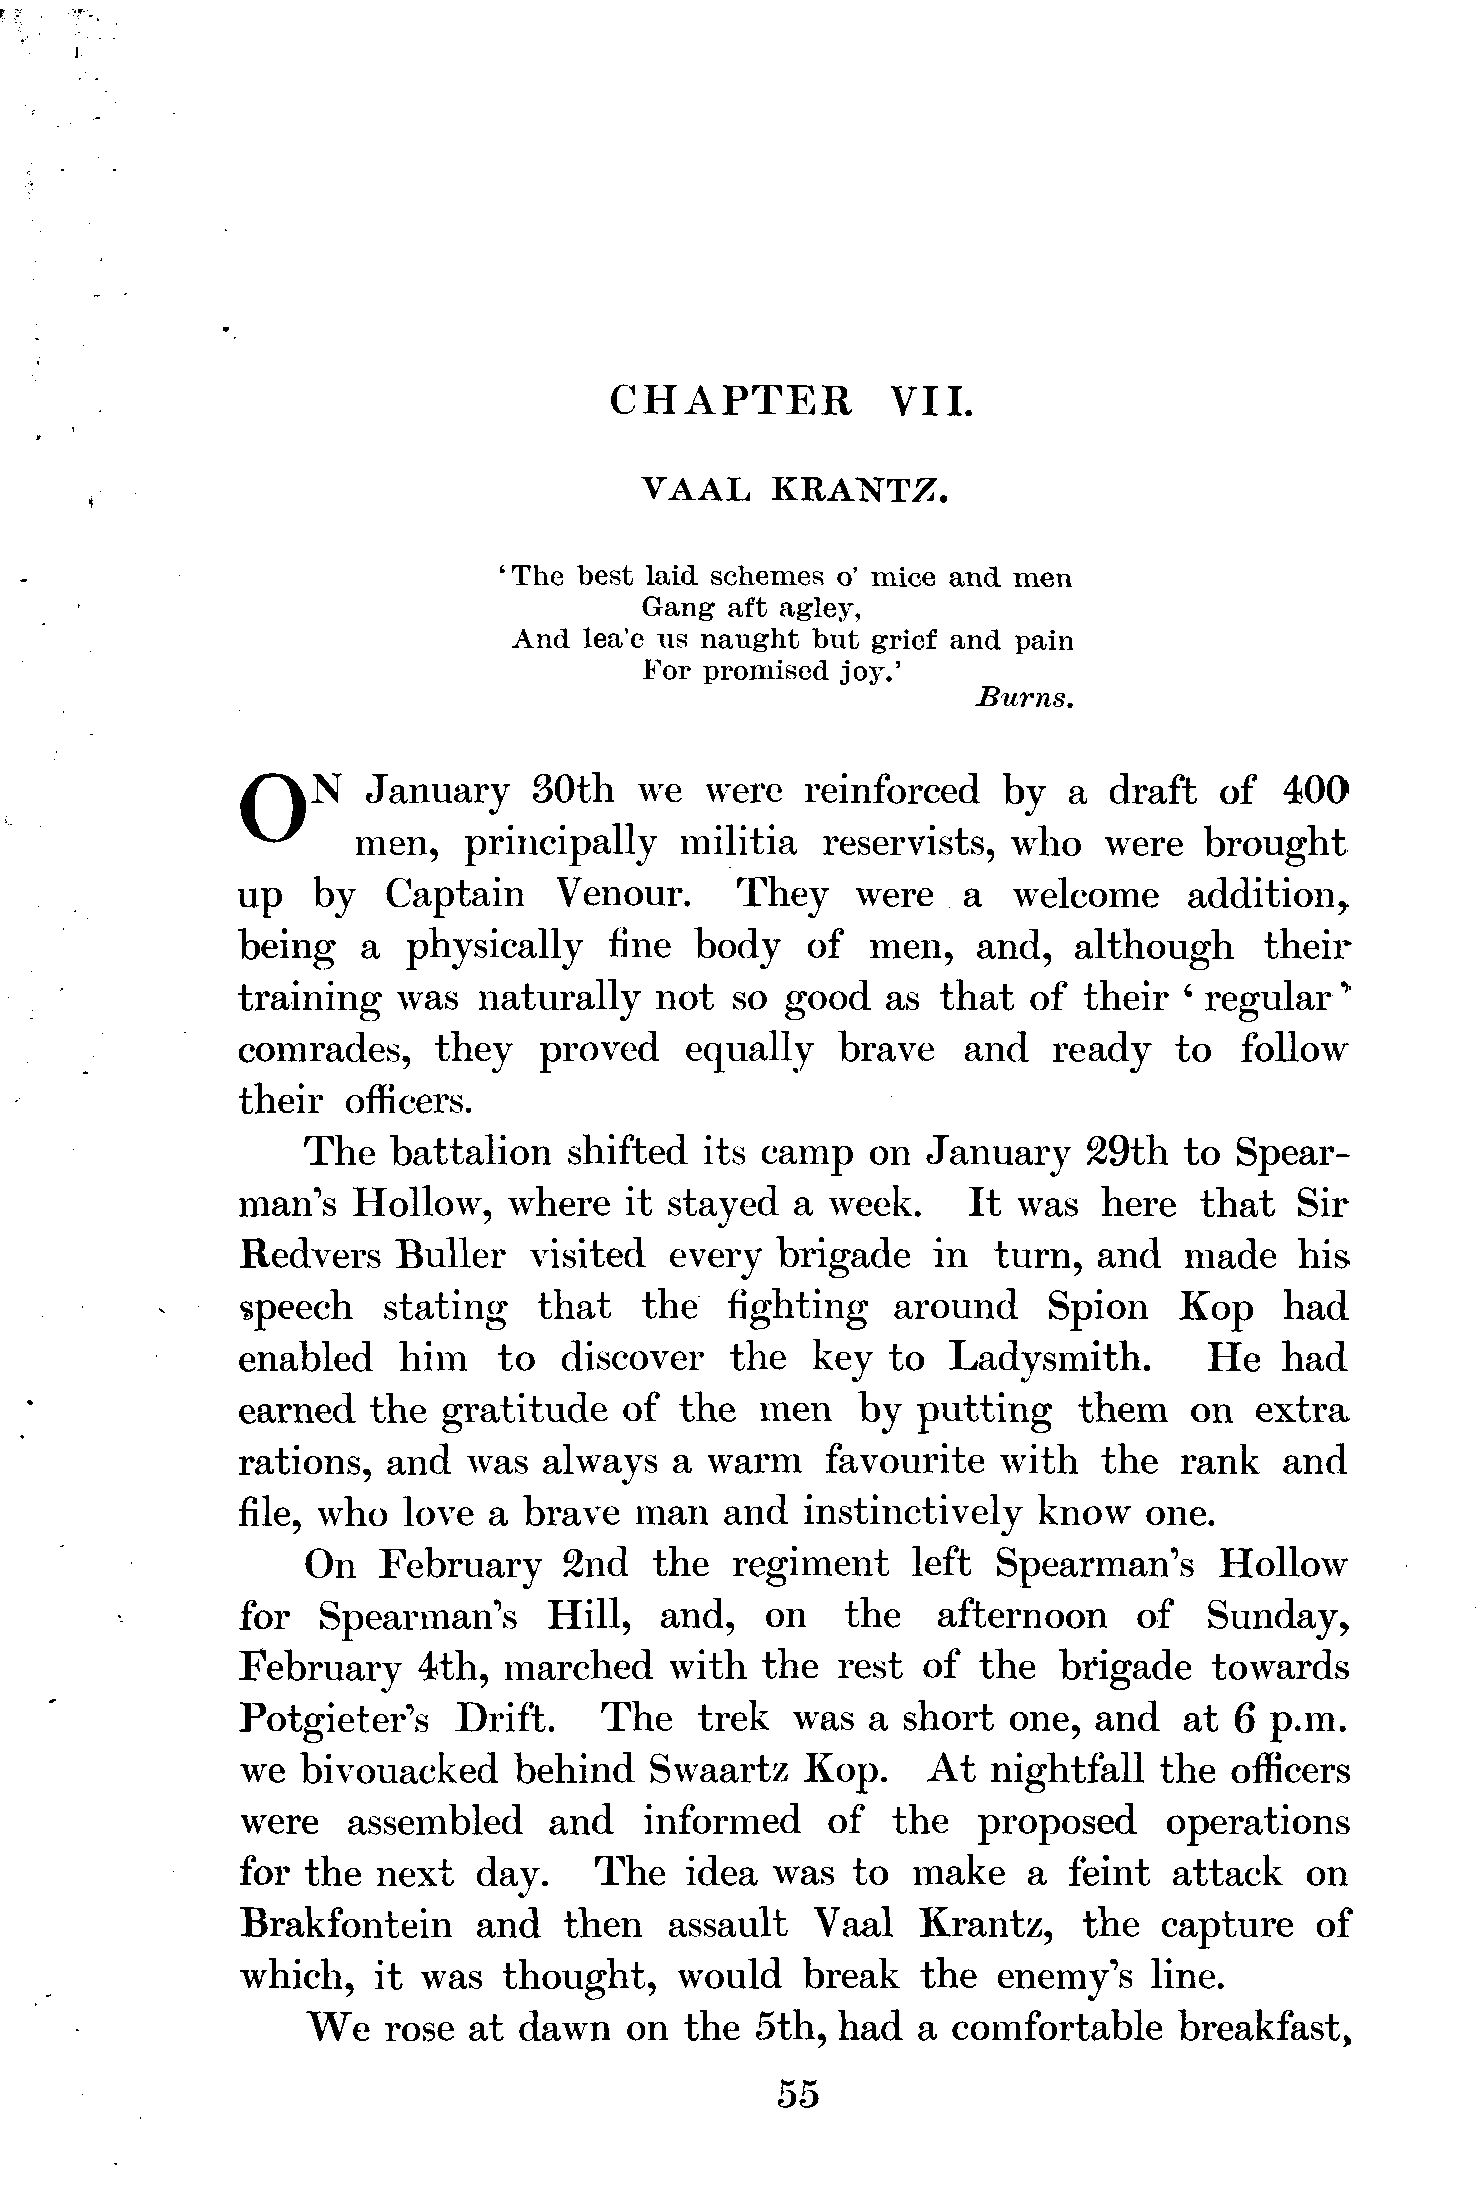 CHAPTER VII.
VAAL KRANTZ.
'The best laid schemes o' mice and men
Gang aft agley,
And lea'e us naught but grief and pain
For promised joy.'
Burns.
ON January 30th we were reinforced by a draft of 400
men, principally militia reservists, who were brought
up by Captain Venour. They were a welcome addition,
being a physically fine body of men, and, although their
training was naturally not so good as that of their 'regular'
comrades, they proved equally brave and ready to follow
their officers.
The battalion shifted its camp on January 29th to Spear-
man's Hollow, where it stayed a week. It was here that Sir
Redvers Buller visited every brigade in turn, and made his
speech stating that the fighting around Spion Kop had
enabled him to discover the key to Ladysmith. He had
earned the gratitude of the men by putting them on extra
rations, and was always a warm favourite with the rank and
file, who love a brave man and instinctively know one.
On February 2nd the regiment left Spearman's Hollow
for Spearman's Hill, and, on the afternoon of Sunday,
February 4th, marched with the rest of the brigade towards
Potgieter's Drift. The trek was a short one, and at 6 p.m.
we bivouacked behind Swaartz Kop. At nightfall the officers
were assembled and informed of the proposed operations
for the next day. The idea was to make a feint attack on
Brakfontein and then assault Vaal Krantz, the capture of
which, it was thought, would break the enemy's line.
We rose at dawn on the 5th, had a comfortable breakfast,
55